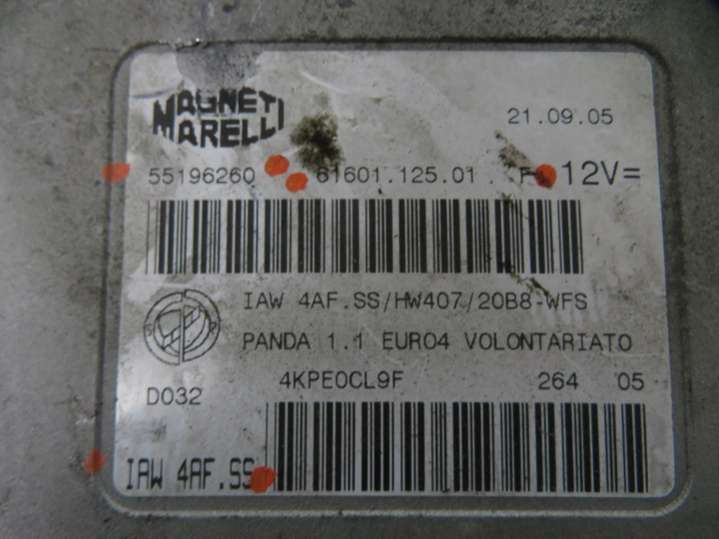 MAGNETI
MARELLI
21.09.05
55196260 61601.125.01 12V=
IAW 4AF.SS/HW407/20B8-WFS
PANDA 1.1 EURO4 VOLONTARIATO
4KPE0CL9F 264 05
D032
IAW 4AF.SS